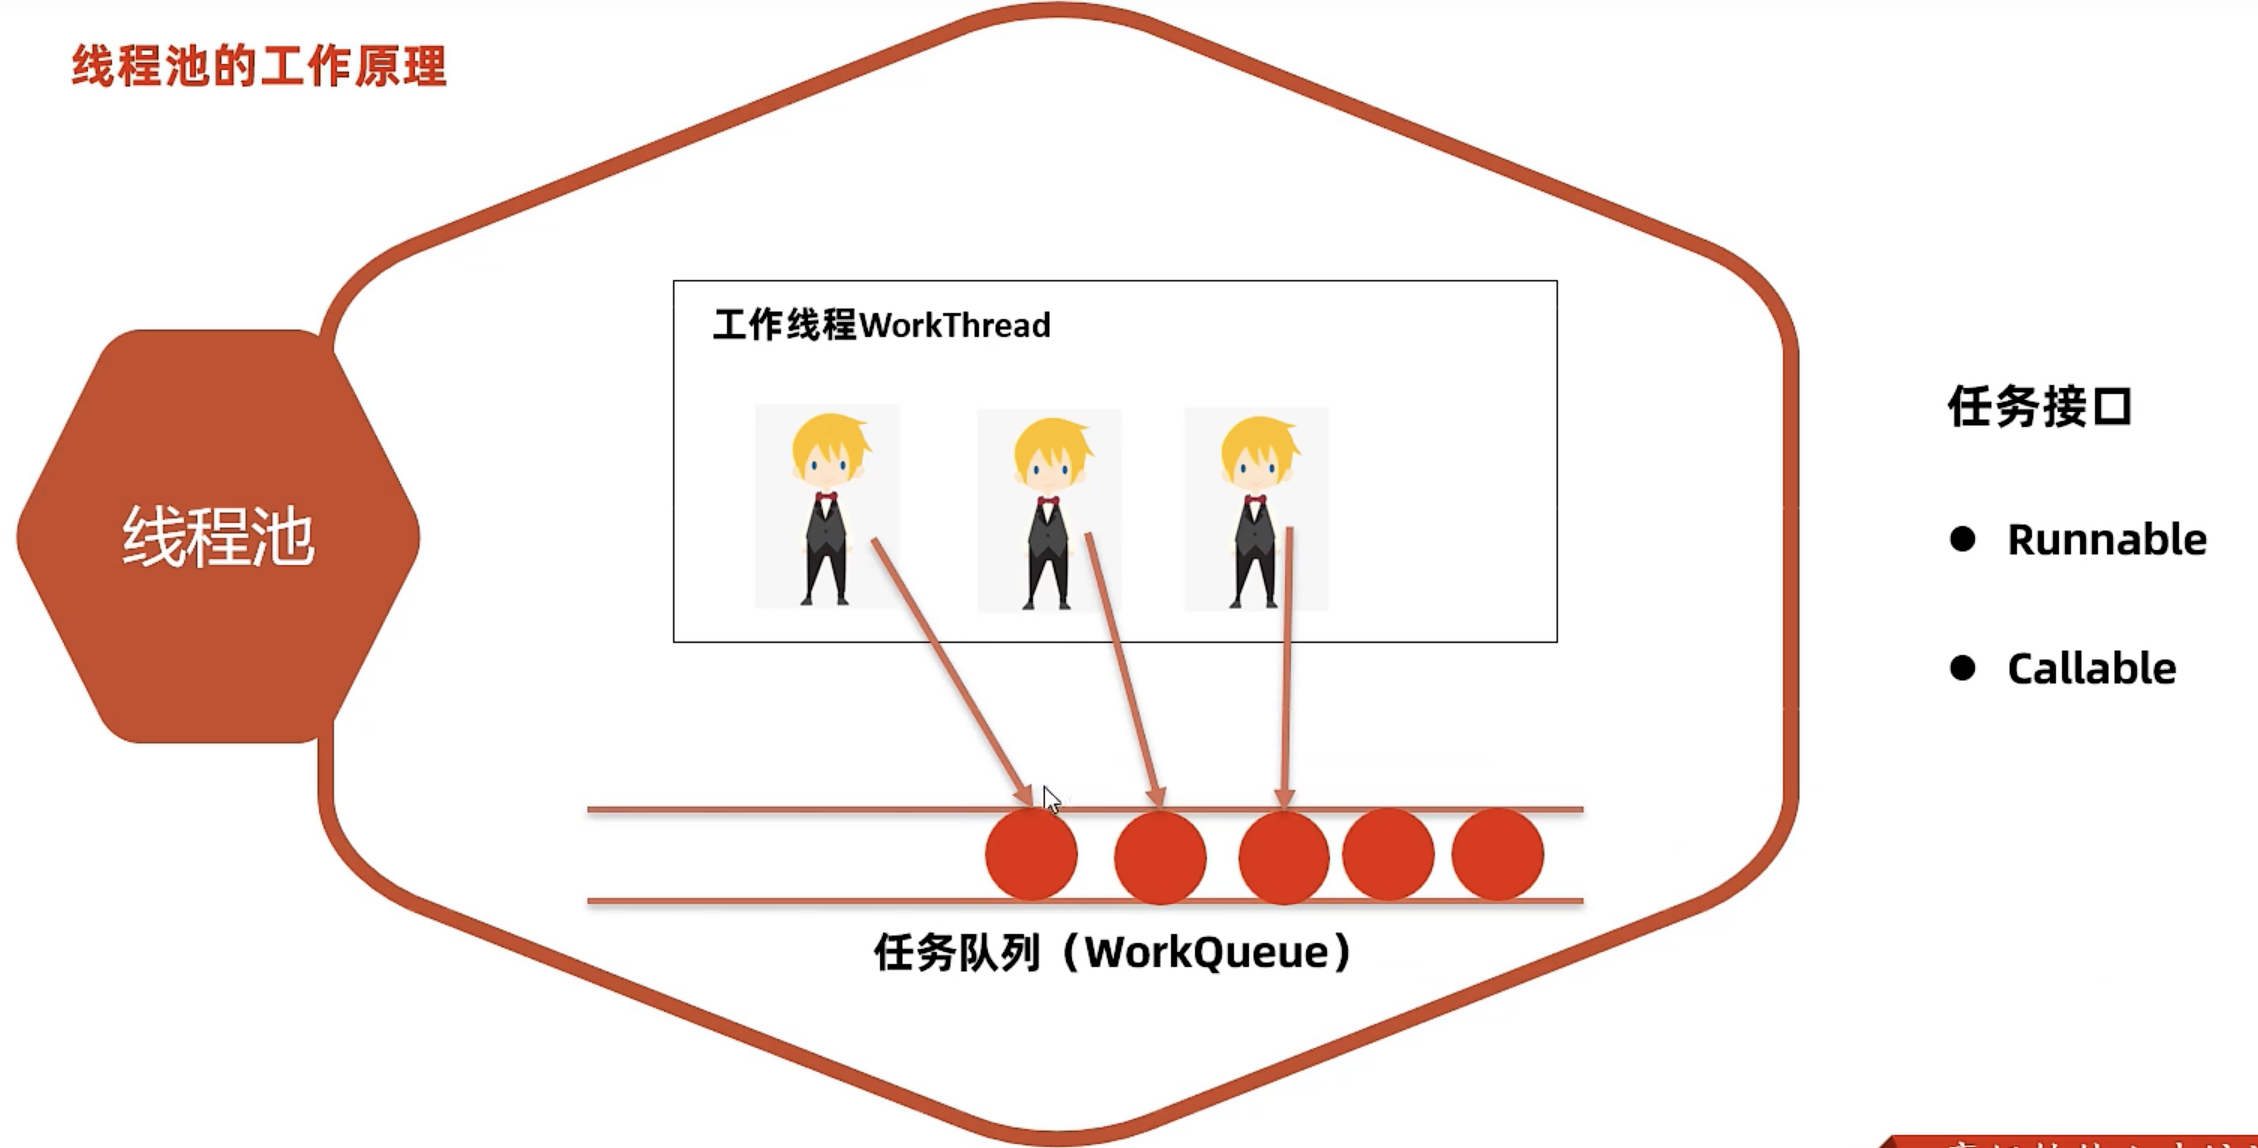 线程池的工作原理
工作线程WorkThread
线程池
任务接口
● Runnable
● Callable
任务队列（WorkQueue）